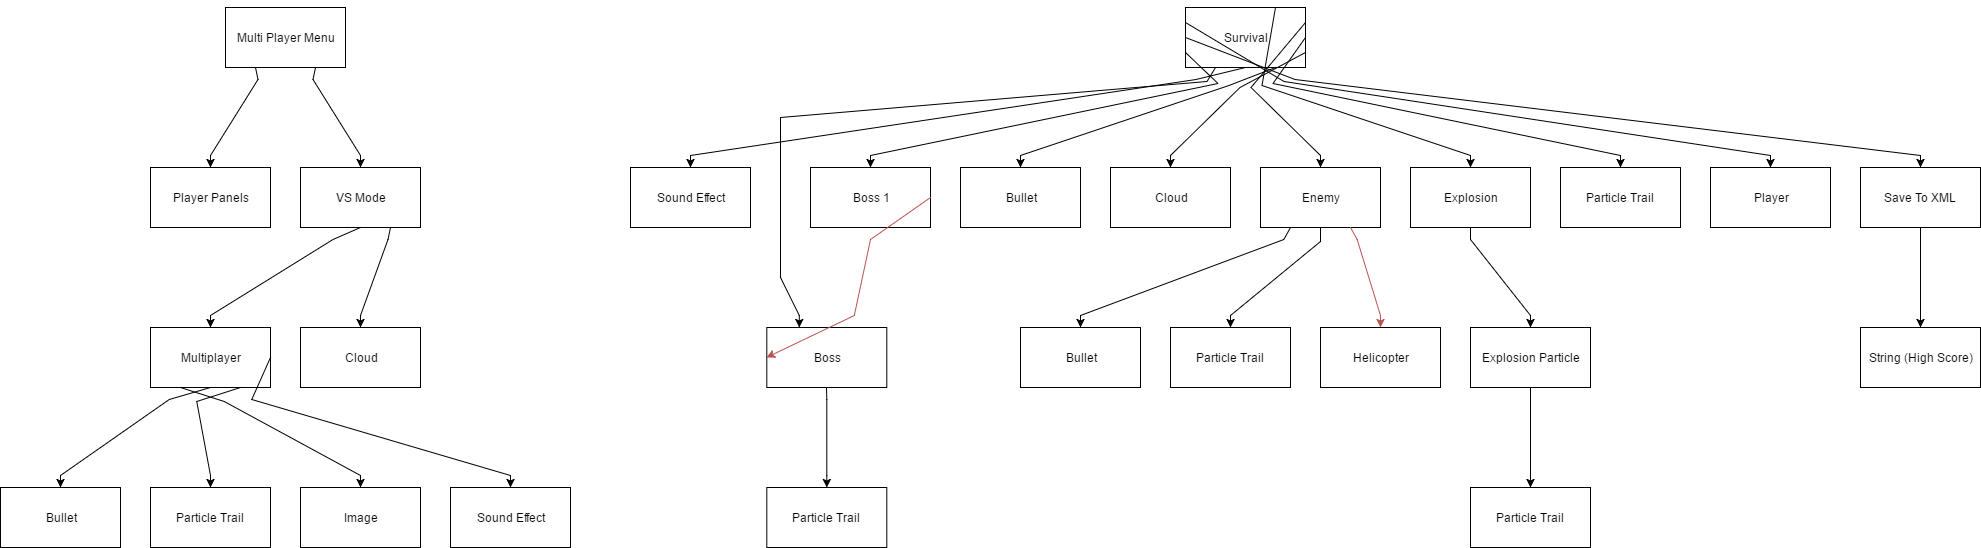 Multi Player Menu
Survival
Player Panels
VS Mode
Sound Effect
Boss 1
Bullet
Cloud
Enemy
Explosion
Particle Trail
Player
Save To XML
Multiplayer
Cloud
Boss
Bullet
Particle Trail
Helicopter
Explosion Particle
String (High Score)
Bullet
Particle Trail
Image
Sound Effect
Particle Trail
Particle Trail